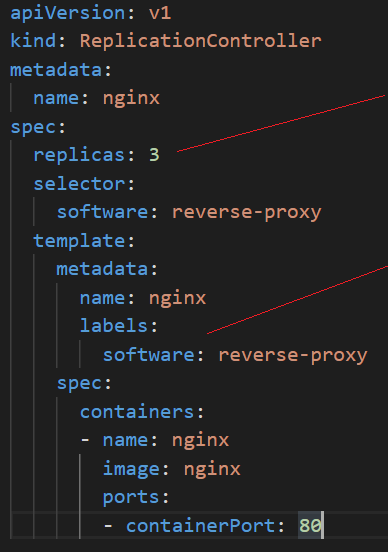 apiVersion: v1
kind: ReplicationController
metadata:
  name: nginx
spec:
  replicas: 3
  selector:
    software: reverse-proxy
  template:
    metadata:
      name: nginx
      labels:
        software: reverse-proxy
    spec:
      containers:
      - name: nginx
        image: nginx
        ports:
        - containerPort: 80